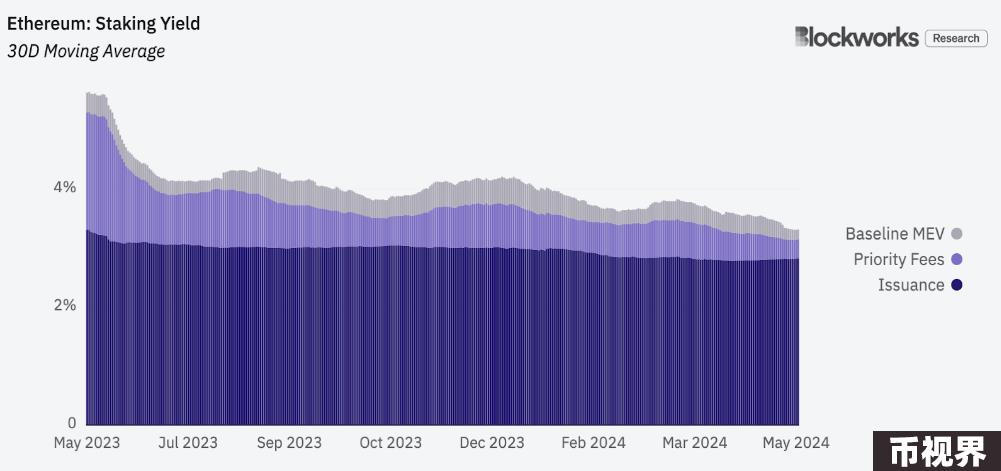 Ethereum: Staking Yield
30D Moving Average
Blockworks Research
4%
2%
0
May 2023 Jul 2023 Sep 2023 Oct 2023 Dec 2023 Feb 2024 Mar 2024 May 2024
Baseline MEV
Priority Fees
Issuance
币视界